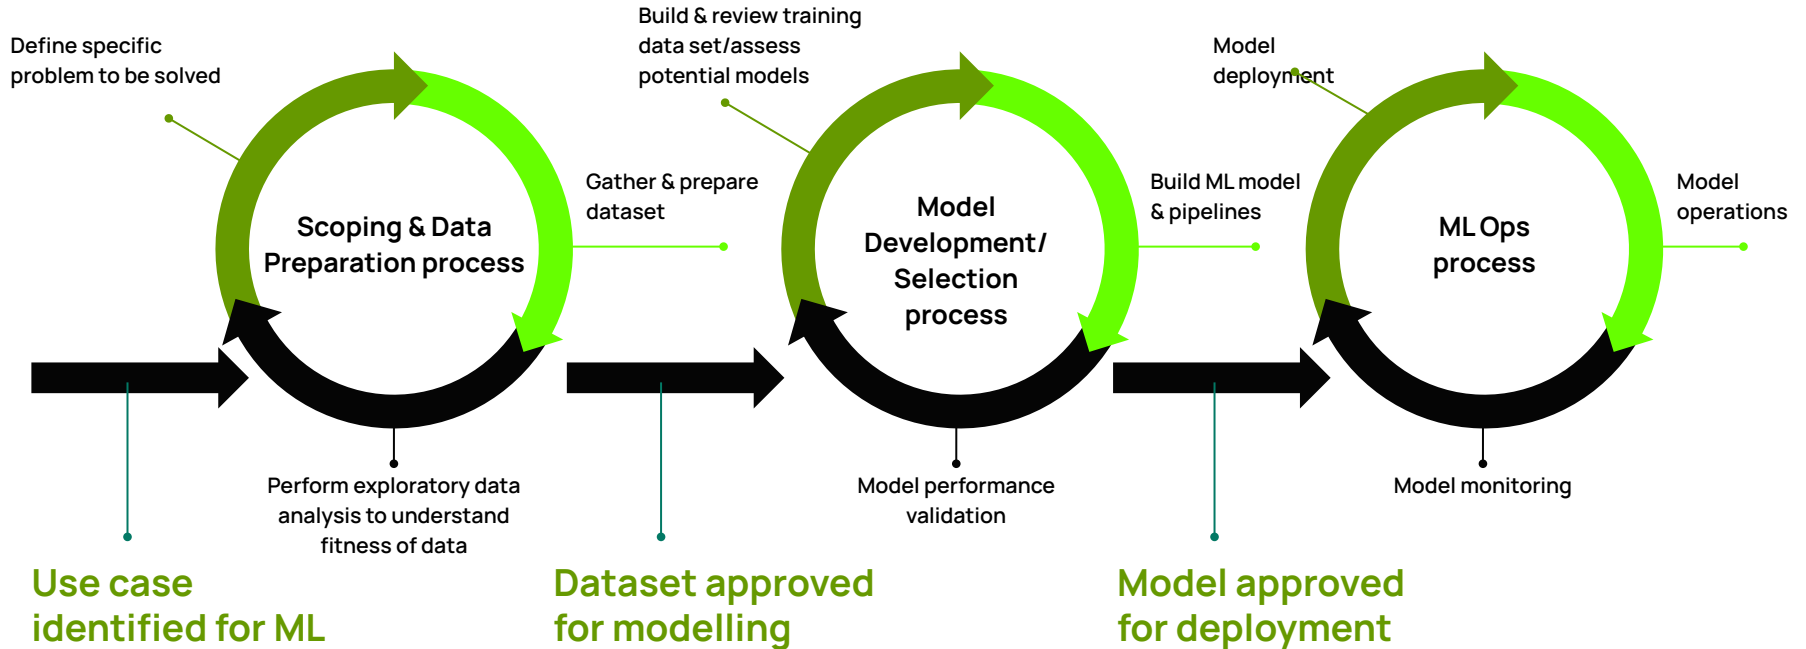 Define specific
problem to be solved
Gather & prepare
dataset
Scoping & Data
Preparation process
Perform exploratory data
analysis to understand
fitness of data
Use case
identified for ML
Build & review training
data set/assess
potential models
Build ML model
& pipelines
Model
Development/
Selection
process
Model performance
validation
Dataset approved
for modelling
Model
deployment
Model
operations
ML Ops
process
Model monitoring
Model approved
for deployment